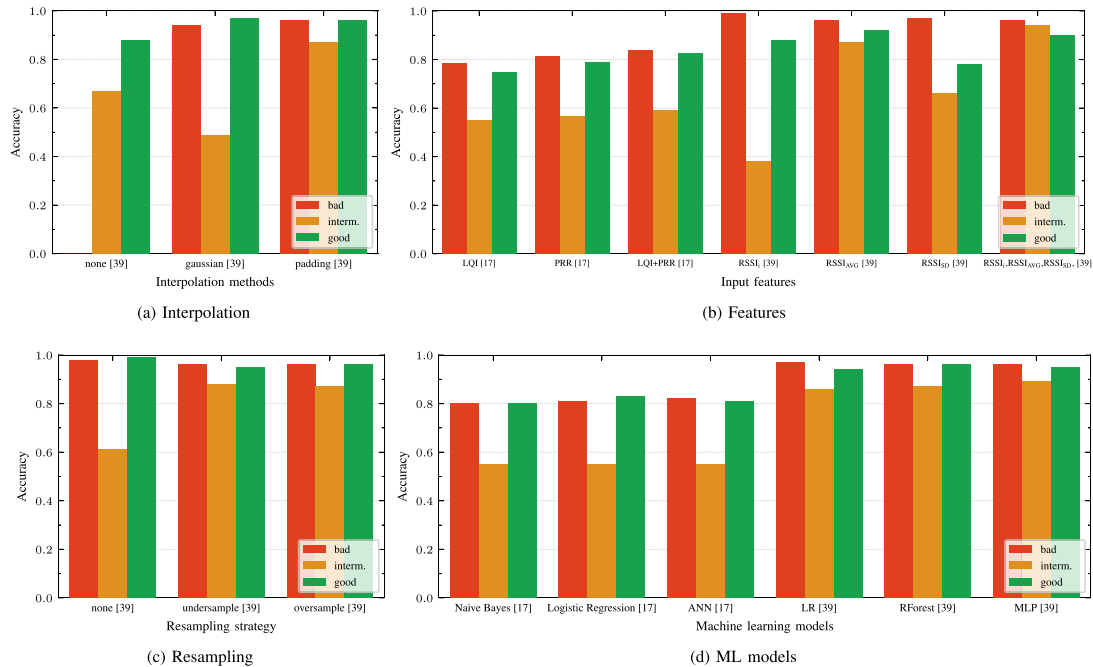 1.0
0.8
0.6
0.4
0.2
0.0
Accuracy
bad
interm.
good
none [39]
gaussian [39]
padding [39]
Interpolation methods
(a) Interpolation
1.0
0.8
0.6
0.4
0.2
0.0
Accuracy
bad
interm.
good
LQI [17]
PRR [17]
LQI+PRR [17]
RSSIᵢ [39]
RSSI_AVG [39]
RSSI_SD [39]
RSSIᵢ,RSSI_AVG,RSSI_SD, [39]
Input features
(b) Features
1.0
0.8
0.6
0.4
0.2
0.0
Accuracy
bad
interm.
good
none [39]
undersample [39]
oversample [39]
Resampling strategy
(c) Resampling
1.0
0.8
0.6
0.4
0.2
0.0
Accuracy
bad
interm.
good
Naive Bayes [17]
Logistic Regression [17]
ANN [17]
LR [39]
RForest [39]
MLP [39]
Machine learning models
(d) ML models